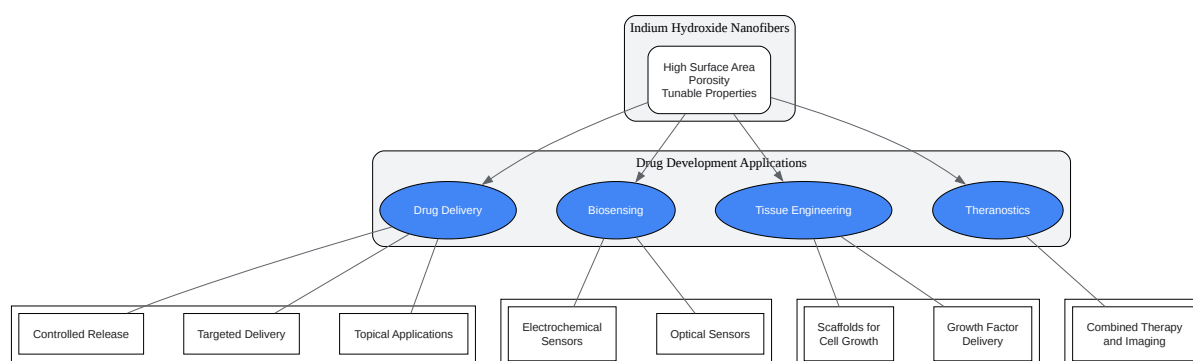 Indium Hydroxide Nanofibers
High Surface Area
Porosity
Tunable Properties
Drug Development Applications
Drug Delivery
Biosensing
Tissue Engineering
Theranostics
Controlled Release
Targeted Delivery
Topical Applications
Electrochemical
Sensors
Optical Sensors
Scaffolds for
Cell Growth
Growth Factor
Delivery
Combined Therapy
and Imaging